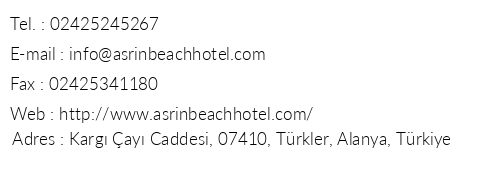 Tel. : 02425245267
E-mail : info@asrinbeachhotel.com
Fax : 02425341180
Web : http://www.asrinbeachhotel.com/
Adres : Kargı Çayı Caddesi, 07410, Türkler, Alanya, Türkiye